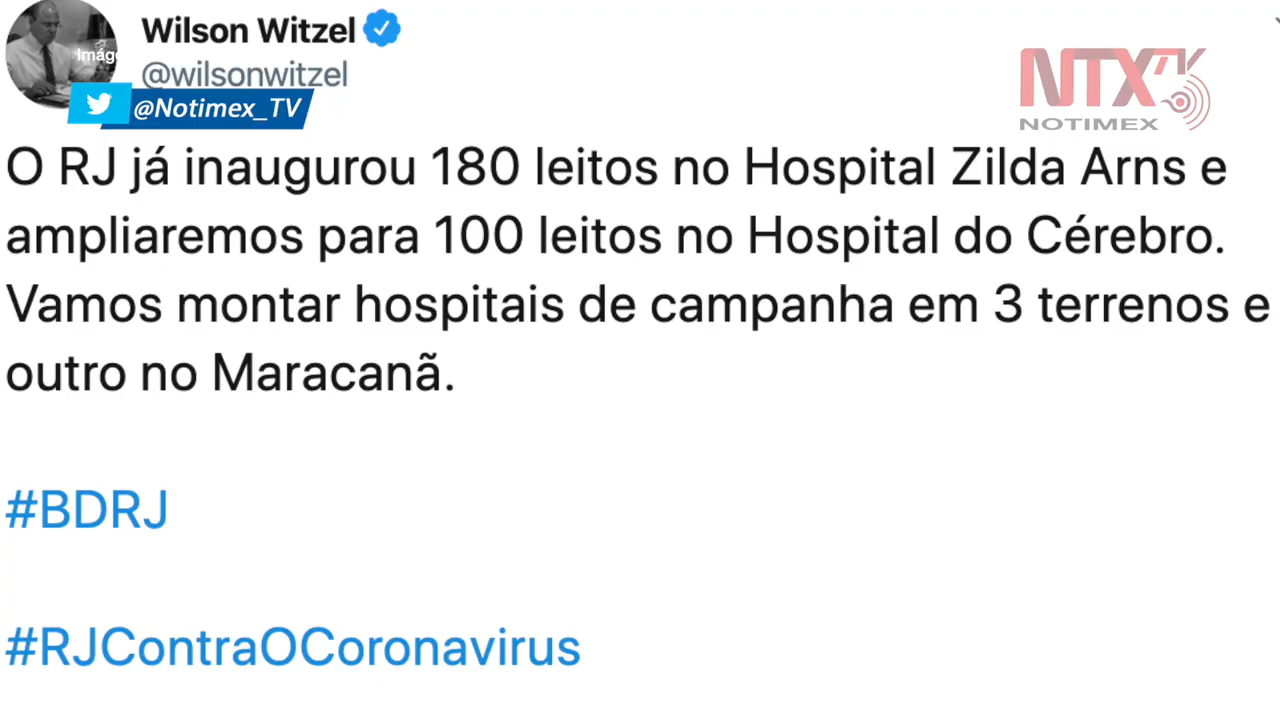 Wilson Witzel
Imág
@wilsonwitzel
@Notimex_TV
NTX
NOTIMEX
O RJ já inaugurou 180 leitos no Hospital Zilda Arns e
ampliaremos para 100 leitos no Hospital do Cérebro.
Vamos montar hospitais de campanha em 3 terrenos e
outro no Maracanã.
#BDRJ
#RJContraOCoronavirus